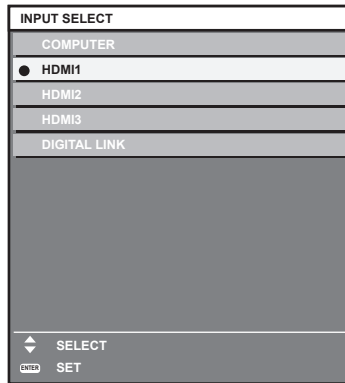 INPUT SELECT
COMPUTER
HDMI1
HDMI2
HDMI3
DIGITAL LINK
SELECT
ENTER SET